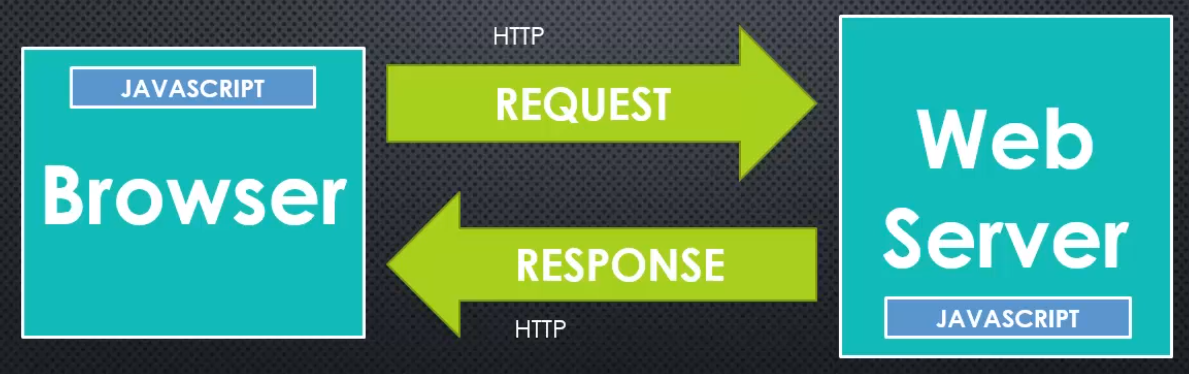 JAVASCRIPT
Browser
HTTP
REQUEST
RESPONSE
HTTP
Web
Server
JAVASCRIPT